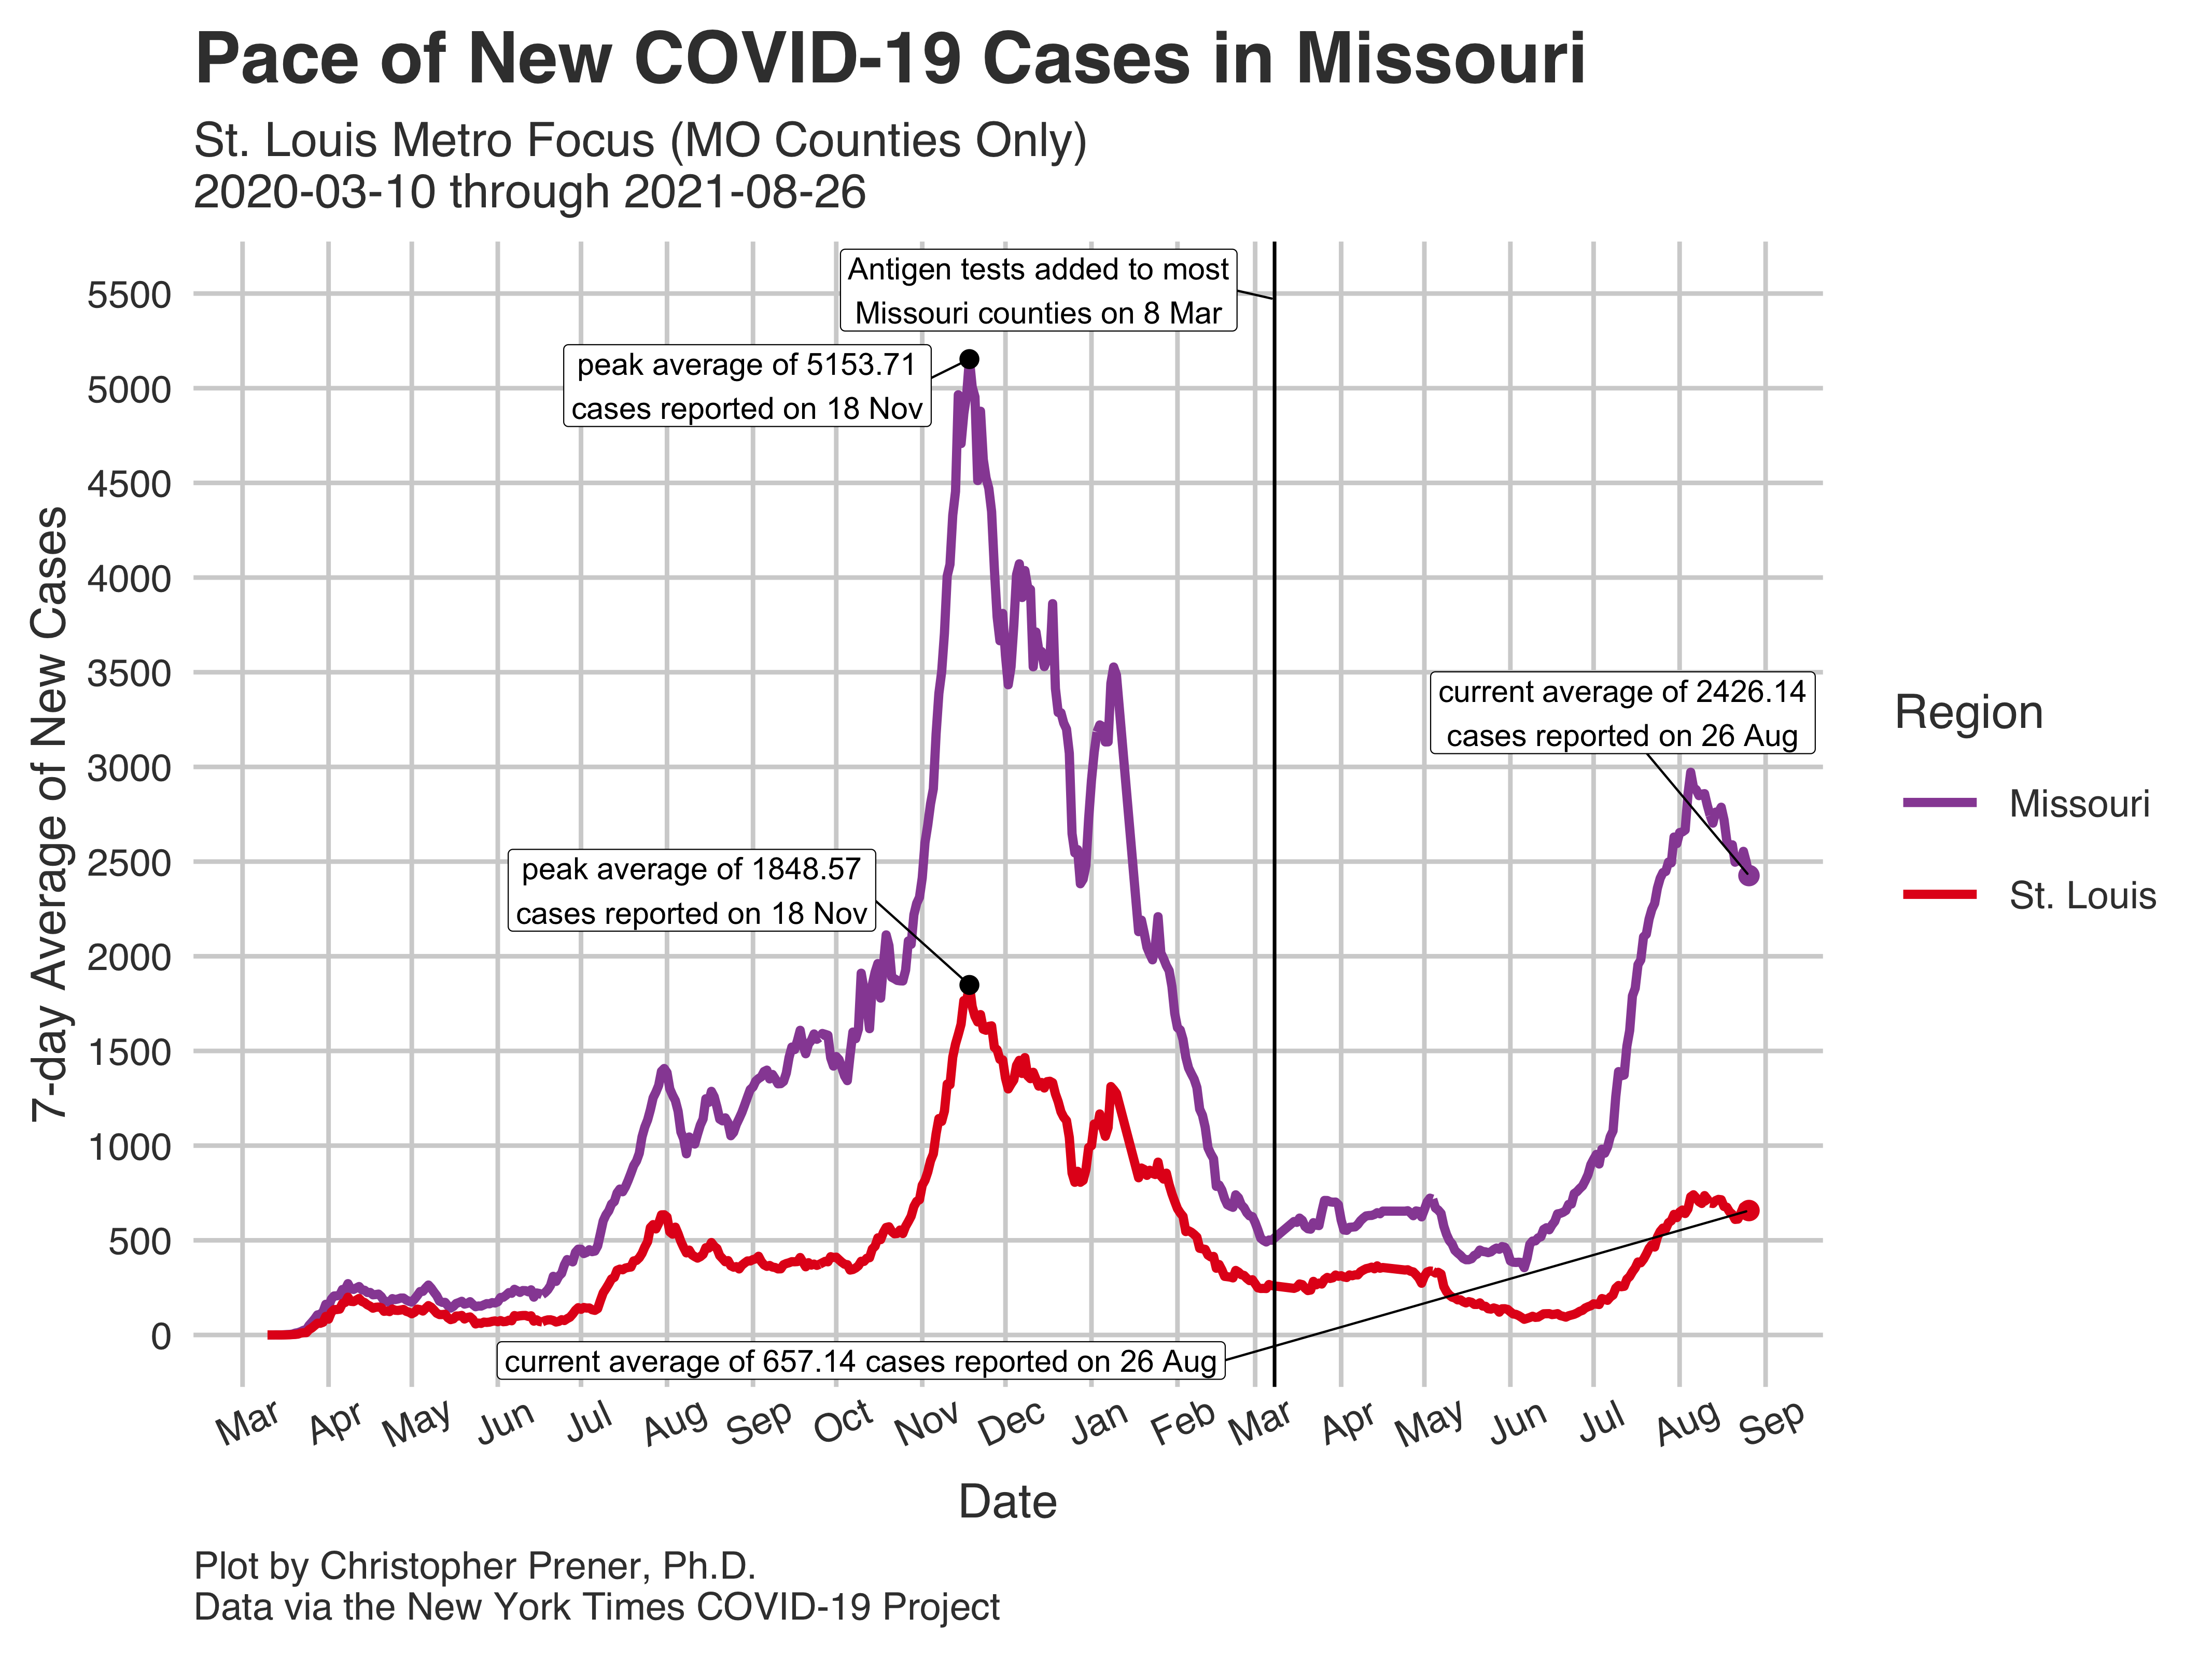 Pace of New COVID-19 Cases in Missouri
St. Louis Metro Focus (MO Counties Only)
2020-03-10 through 2021-08-26
Antigen tests added to most
Missouri counties on 8 Mar
peak average of 5153.71
cases reported on 18 Nov
current average of 2426.14
cases reported on 26 Aug
peak average of 1848.57
cases reported on 18 Nov
current average of 657.14 cases reported on 26 Aug
7-day Average of New Cases
5500
5000
4500
4000
3500
3000
2500
2000
1500
1000
500
0
Mar Apr May Jun Jul Aug Sep Oct Nov Dec Jan Feb Mar Apr May Jun Jul Aug Sep
Date
Region
Missouri
St. Louis
Plot by Christopher Prener, Ph.D.
Data via the New York Times COVID-19 Project